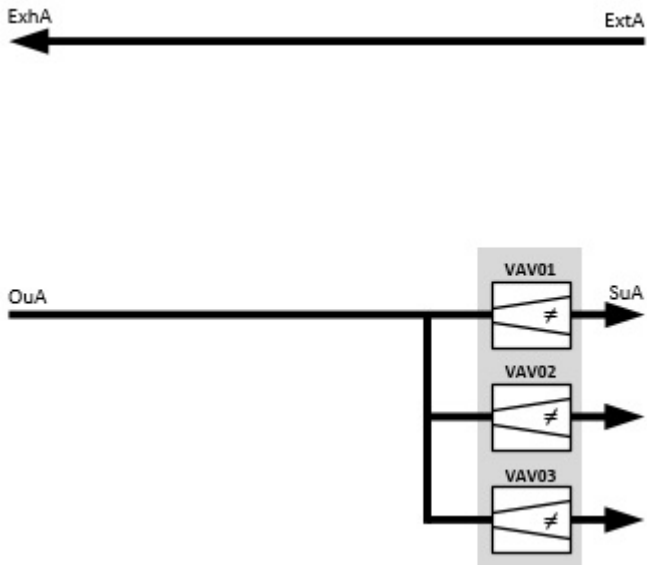 ExhA
ExtA
VAV01
OuA
SuA
≠
VAV02
≠
VAV03
≠